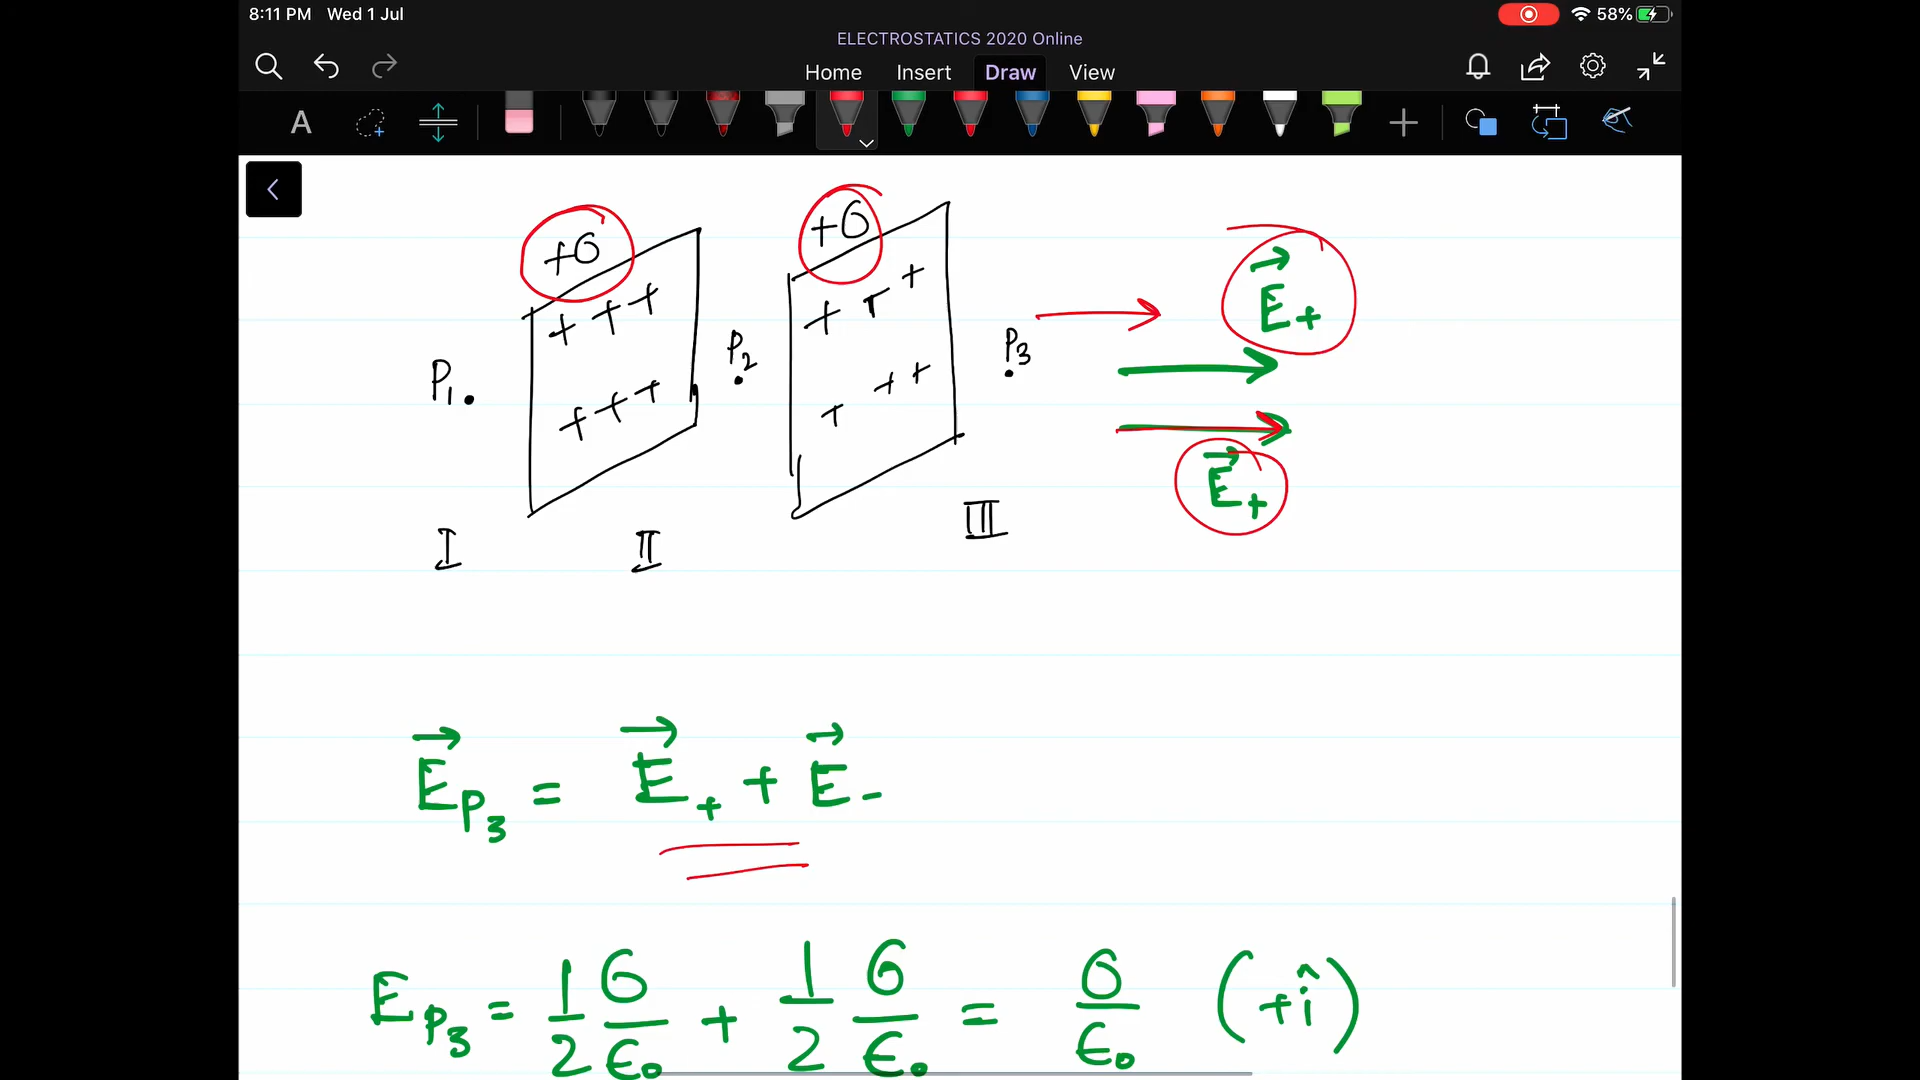 8:11 PM Wed 1 Jul 58%
ELECTROSTATICS 2020 Online
Home Insert Draw View
A
+σ +σ
+ + + + + +
P₁. P₂ P₃
+ + + + + +
E⃗₊
E⃗₊
I II III
E⃗_P₃ = E⃗₊ + E⃗₋
E_P₃ = 1/2 σ/ϵ₀ + 1/2 σ/ϵ₀ = σ/ϵ₀ (+î)